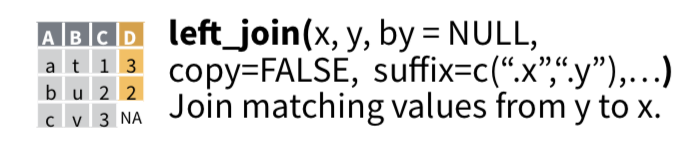 A B C D
a t 1 3
b u 2 2
c v 3 NA
left_join(x, y, by = NULL,
copy=FALSE, suffix=c(“.x”,“.y”),…)
Join matching values from y to x.